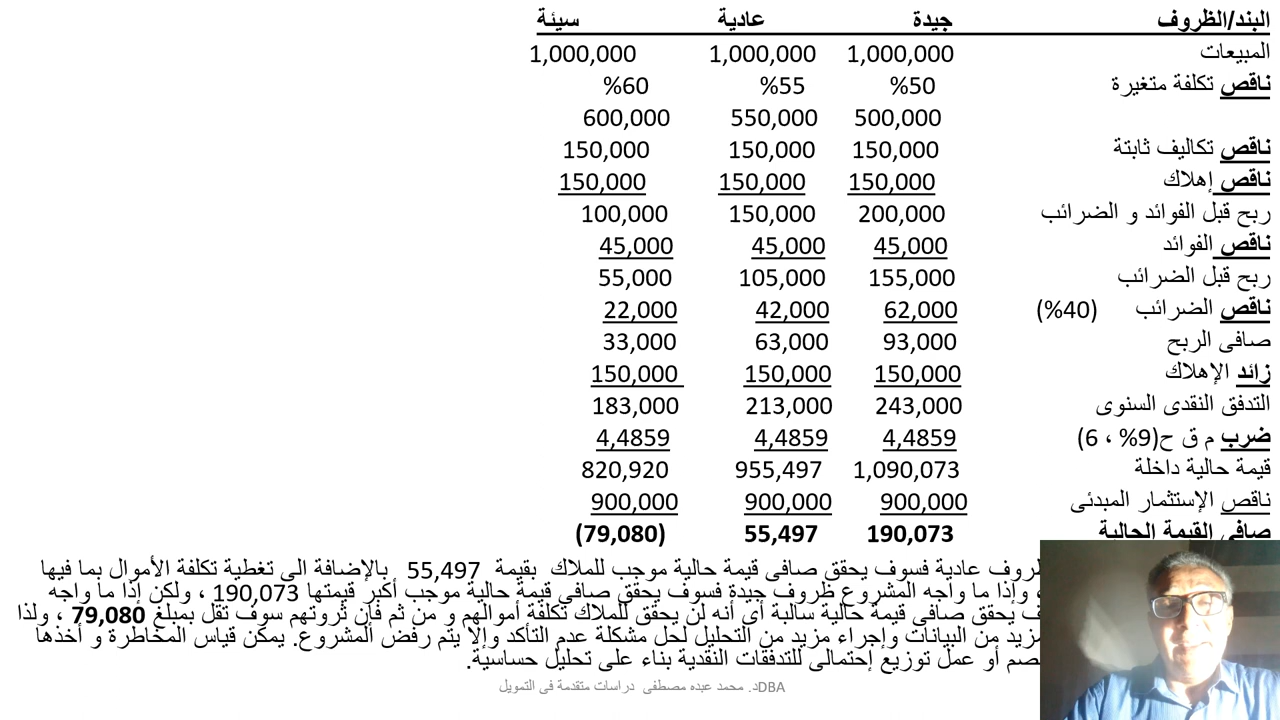 البند/الظروف جيدة عادية سيئة
المبيعات 1,000,000 1,000,000 1,000,000
ناقص تكلفة متغيرة %50 %55 %60
500,000 550,000 600,000
ناقص تكاليف ثابتة 150,000 150,000 150,000
ناقص إهلاك 150,000 150,000 150,000
ربح قبل الفوائد و الضرائب 200,000 150,000 100,000
ناقص الفوائد 45,000 45,000 45,000
ربح قبل الضرائب 155,000 105,000 55,000
ناقص الضرائب (%40) 62,000 42,000 22,000
صافى الربح 93,000 63,000 33,000
زائد الإهلاك 150,000 150,000 150,000
التدفق النقدى السنوى 243,000 213,000 183,000
ضرب م ق ح(9% ، 6) 4,4859 4,4859 4,4859
قيمة حالية داخلة 1,090,073 955,497 820,920
ناقص الإستثمار المبدئى 900,000 900,000 900,000
صافى القيمة الحالية 190,073 55,497 (79,080)
عادية فسوف يحقق صافى قيمة حالية موجب للملاك بقيمة 55,497 بالإضافة الى تغطية تكلفة الأموال بما فيها
، وإذا ما واجه المشروع ظروف جيدة فسوف يحقق صافى قيمة حالية موجب أكبر قيمتها 190,073 ، ولكن إذا ما واجه
يحقق صافى قيمة حالية سالبة أى أنه لن يحقق للملاك تكلفة أموالهم و من ثم فإن ثروتهم سوف تقل بمبلغ 79,080 ، ولذا
من البيانات وإجراء مزيد من التحليل لحل مشكلة عدم التأكد وإلا يتم رفض المشروع. يمكن قياس المخاطرة و أخذها
أو عمل توزيع إحتمالى للتدفقات النقدية بناء على تحليل حساسية.
DBAد. محمد عبده مصطفى دراسات متقدمة فى التمويل